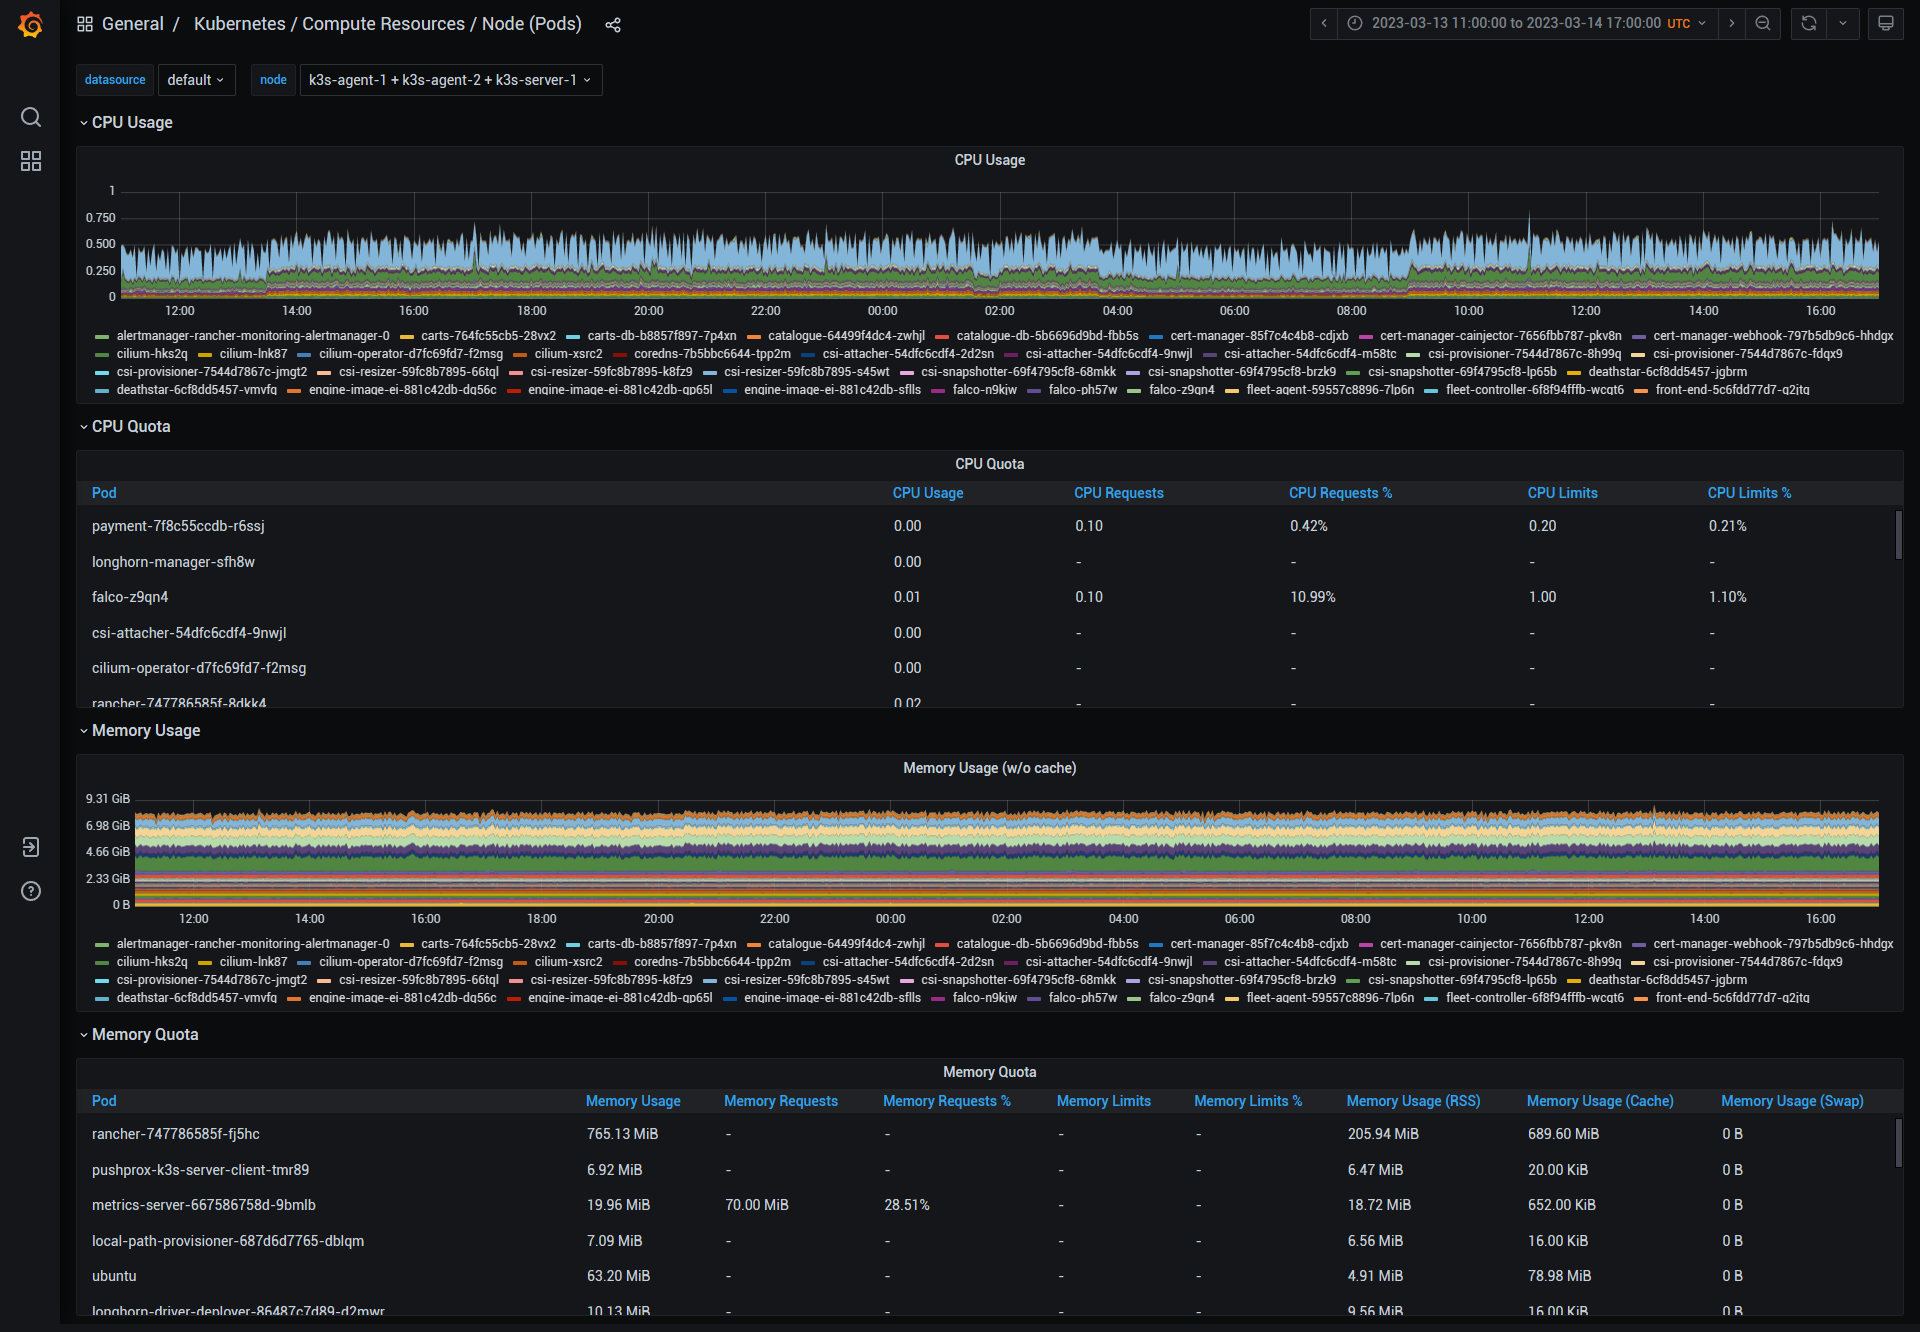 General / Kubernetes / Compute Resources / Node (Pods)
2023-03-13 11:00:00 to 2023-03-14 17:00:00 UTC
datasource default node k3s-agent-1 + k3s-agent-2 + k3s-server-1
CPU Usage
CPU Usage
1
0.750
0.500
0.250
0
12:00 14:00 16:00 18:00 20:00 22:00 00:00 02:00 04:00 06:00 08:00 10:00 12:00 14:00 16:00
alertmanager-rancher-monitoring-alertmanager-0 carts-764fc55cb5-28vx2 carts-db-b8857f897-7p4xn catalogue-64499f4dc4-zwhjl catalogue-db-5b6696d9bd-fbb5s cert-manager-85f7c4c4b8-cdjxb cert-manager-cainjector-7656fbb787-pkv8n cert-manager-webhook-797b5db9c6-hhdgx
cilium-hks2q cilium-lnk87 cilium-operator-d7fc69fd7-f2msg cilium-xsrc2 coredns-7b5bbc6644-tpp2m csi-attacher-54dfc6cdf4-2d2sn csi-attacher-54dfc6cdf4-9nwjl csi-attacher-54dfc6cdf4-m58tc csi-provisioner-7544d7867c-8h99q csi-provisioner-7544d7867c-fdqx9
csi-provisioner-7544d7867c-jmgt2 csi-resizer-59fc8b7895-66tql csi-resizer-59fc8b7895-k8fz9 csi-resizer-59fc8b7895-s45wt csi-snapshotter-69f4795cf8-68mkk csi-snapshotter-69f4795cf8-brzk9 csi-snapshotter-69f4795cf8-lp65b deathstar-6cf8dd5457-jgbrm
deathstar-6cf8dd5457-vmvfg engine-image-ei-881c42db-dq56c engine-image-ei-881c42db-gp65l engine-image-ei-881c42db-sflls falco-n9kjw falco-ph57w falco-z9qn4 fleet-agent-59557c8896-7lp6n fleet-controller-6f8f94fffb-wcqt6 front-end-5c6fdd77d7-q2jtg
CPU Quota
CPU Quota
Pod CPU Usage CPU Requests CPU Requests % CPU Limits CPU Limits %
payment-7f8c55ccdb-r6ssj 0.00 0.10 0.42% 0.20 0.21%
longhorn-manager-sfh8w 0.00 - - - -
falco-z9qn4 0.01 0.10 10.99% 1.00 1.10%
csi-attacher-54dfc6cdf4-9nwjl 0.00 - - - -
cilium-operator-d7fc69fd7-f2msg 0.00 - - - -
rancher-747786585f-8dkk4 0.02 - - - -
Memory Usage
Memory Usage (w/o cache)
9.31 GiB
6.98 GiB
4.66 GiB
2.33 GiB
0 B
12:00 14:00 16:00 18:00 20:00 22:00 00:00 02:00 04:00 06:00 08:00 10:00 12:00 14:00 16:00
alertmanager-rancher-monitoring-alertmanager-0 carts-764fc55cb5-28vx2 carts-db-b8857f897-7p4xn catalogue-64499f4dc4-zwhjl catalogue-db-5b6696d9bd-fbb5s cert-manager-85f7c4c4b8-cdjxb cert-manager-cainjector-7656fbb787-pkv8n cert-manager-webhook-797b5db9c6-hhdgx
cilium-hks2q cilium-lnk87 cilium-operator-d7fc69fd7-f2msg cilium-xsrc2 coredns-7b5bbc6644-tpp2m csi-attacher-54dfc6cdf4-2d2sn csi-attacher-54dfc6cdf4-9nwjl csi-attacher-54dfc6cdf4-m58tc csi-provisioner-7544d7867c-8h99q csi-provisioner-7544d7867c-fdqx9
csi-provisioner-7544d7867c-jmgt2 csi-resizer-59fc8b7895-66tql csi-resizer-59fc8b7895-k8fz9 csi-resizer-59fc8b7895-s45wt csi-snapshotter-69f4795cf8-68mkk csi-snapshotter-69f4795cf8-brzk9 csi-snapshotter-69f4795cf8-lp65b deathstar-6cf8dd5457-jgbrm
deathstar-6cf8dd5457-vmvfg engine-image-ei-881c42db-dq56c engine-image-ei-881c42db-gp65l engine-image-ei-881c42db-sflls falco-n9kjw falco-ph57w falco-z9qn4 fleet-agent-59557c8896-7lp6n fleet-controller-6f8f94fffb-wcqt6 front-end-5c6fdd77d7-q2jtg
Memory Quota
Memory Quota
Pod Memory Usage Memory Requests Memory Requests % Memory Limits Memory Limits % Memory Usage (RSS) Memory Usage (Cache) Memory Usage (Swap)
rancher-747786585f-fj5hc 765.13 MiB - - - - 205.94 MiB 689.60 MiB 0 B
pushprox-k3s-server-client-tmr89 6.92 MiB - - - - 6.47 MiB 20.00 KiB 0 B
metrics-server-667586758d-9bmlb 19.96 MiB 70.00 MiB 28.51% - - 18.72 MiB 652.00 KiB 0 B
local-path-provisioner-687d6d7765-dblqm 7.09 MiB - - - - 6.56 MiB 16.00 KiB 0 B
ubuntu 63.20 MiB - - - - 4.91 MiB 78.98 MiB 0 B
longhorn-driver-deployer-86487c7d89-d2mwr 10.13 MiB - - - - 9.56 MiB 16.00 KiB 0 B